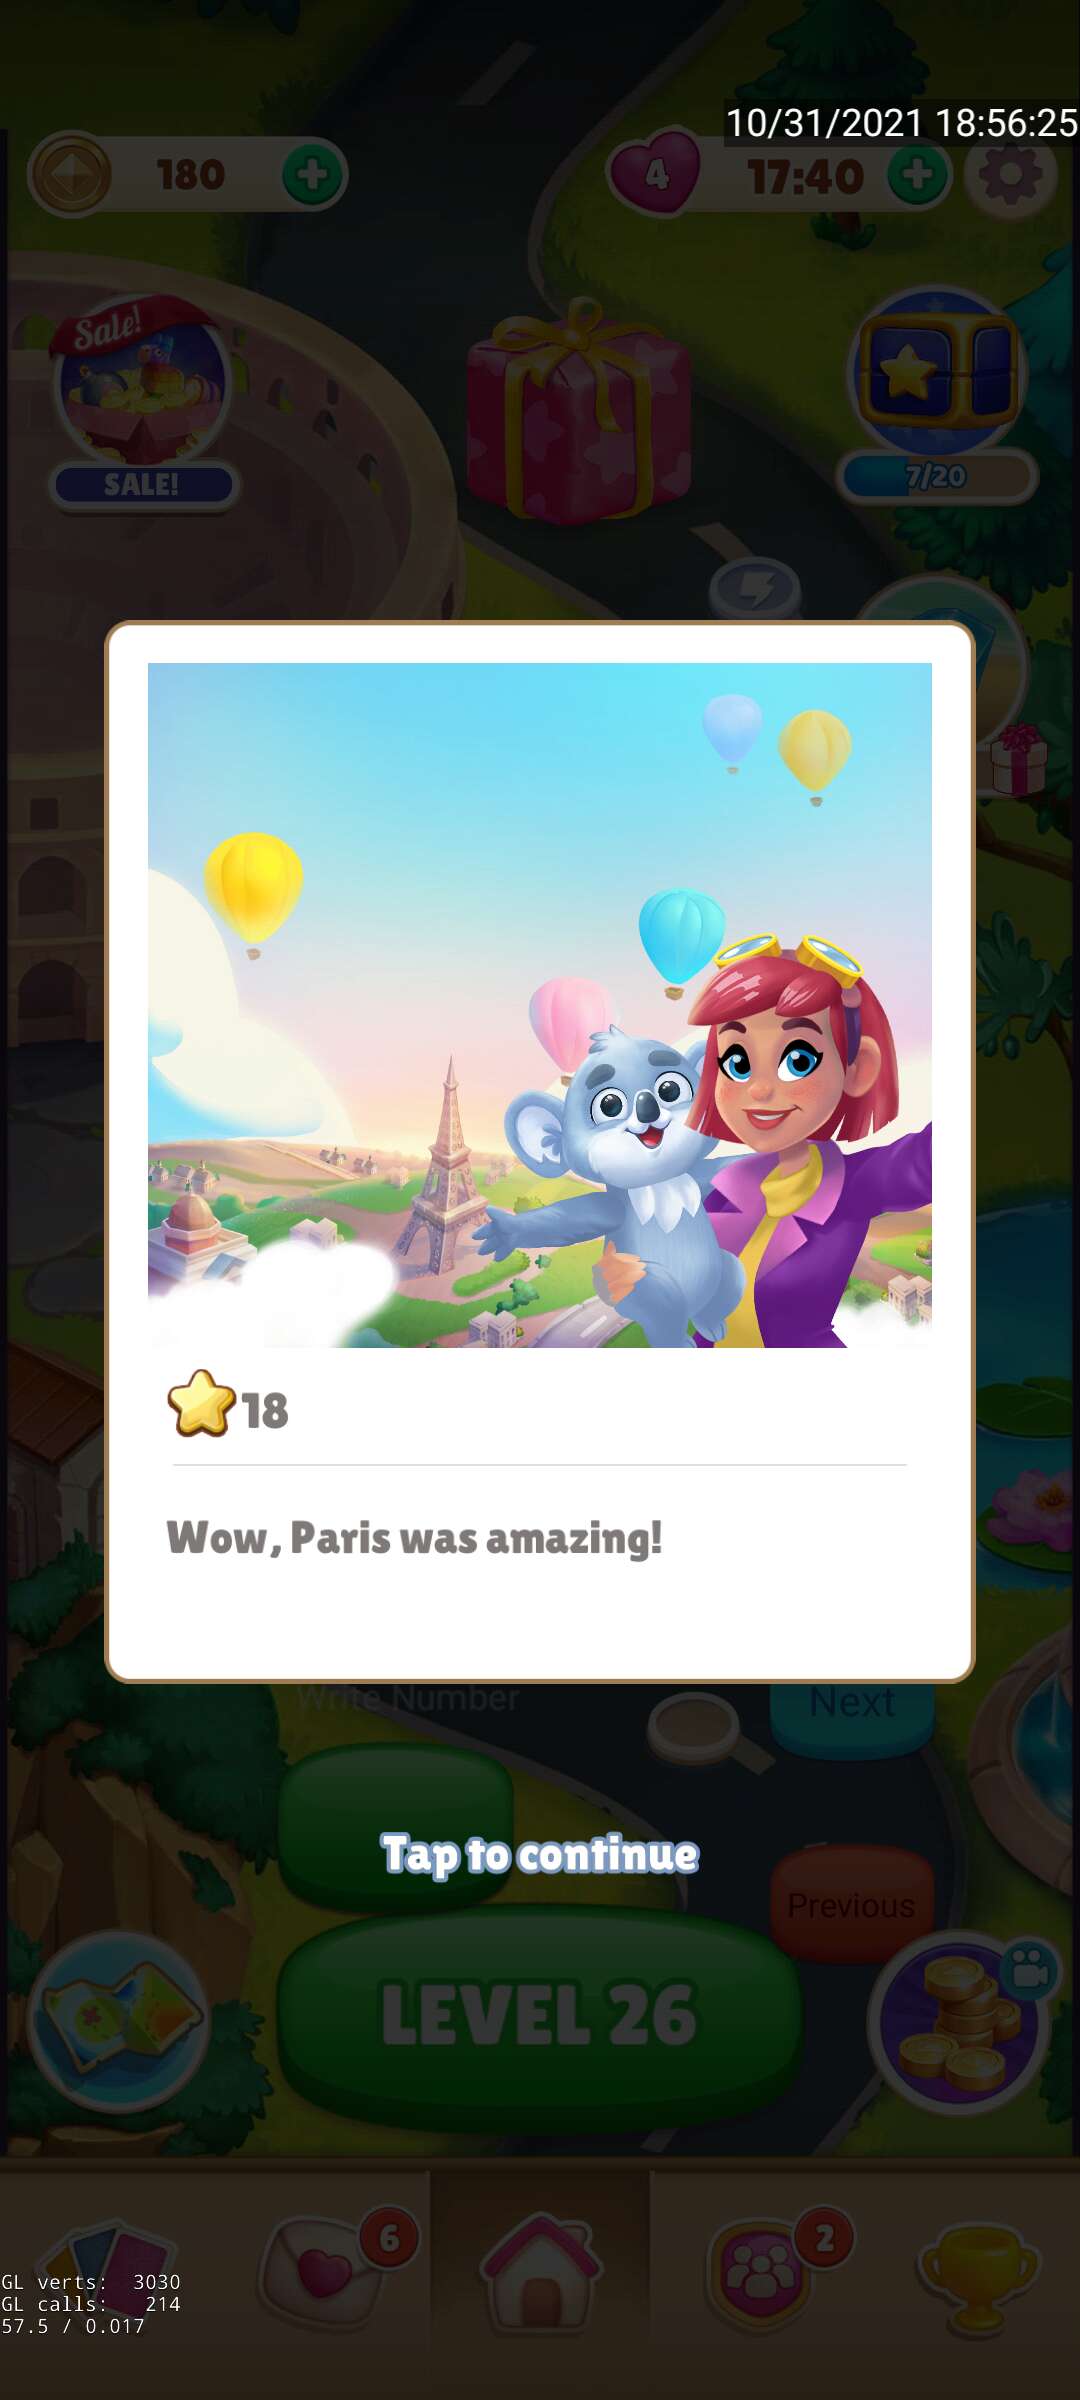 10/31/2021 18:56:25
180
4
17:40
Sale!
SALE!
7/20
18
Wow, Paris was amazing!
Write Number
Next
Tap to continue
Previous
LEVEL 26
6
2
GL verts: 3030
GL calls: 214
57.5 / 0.017